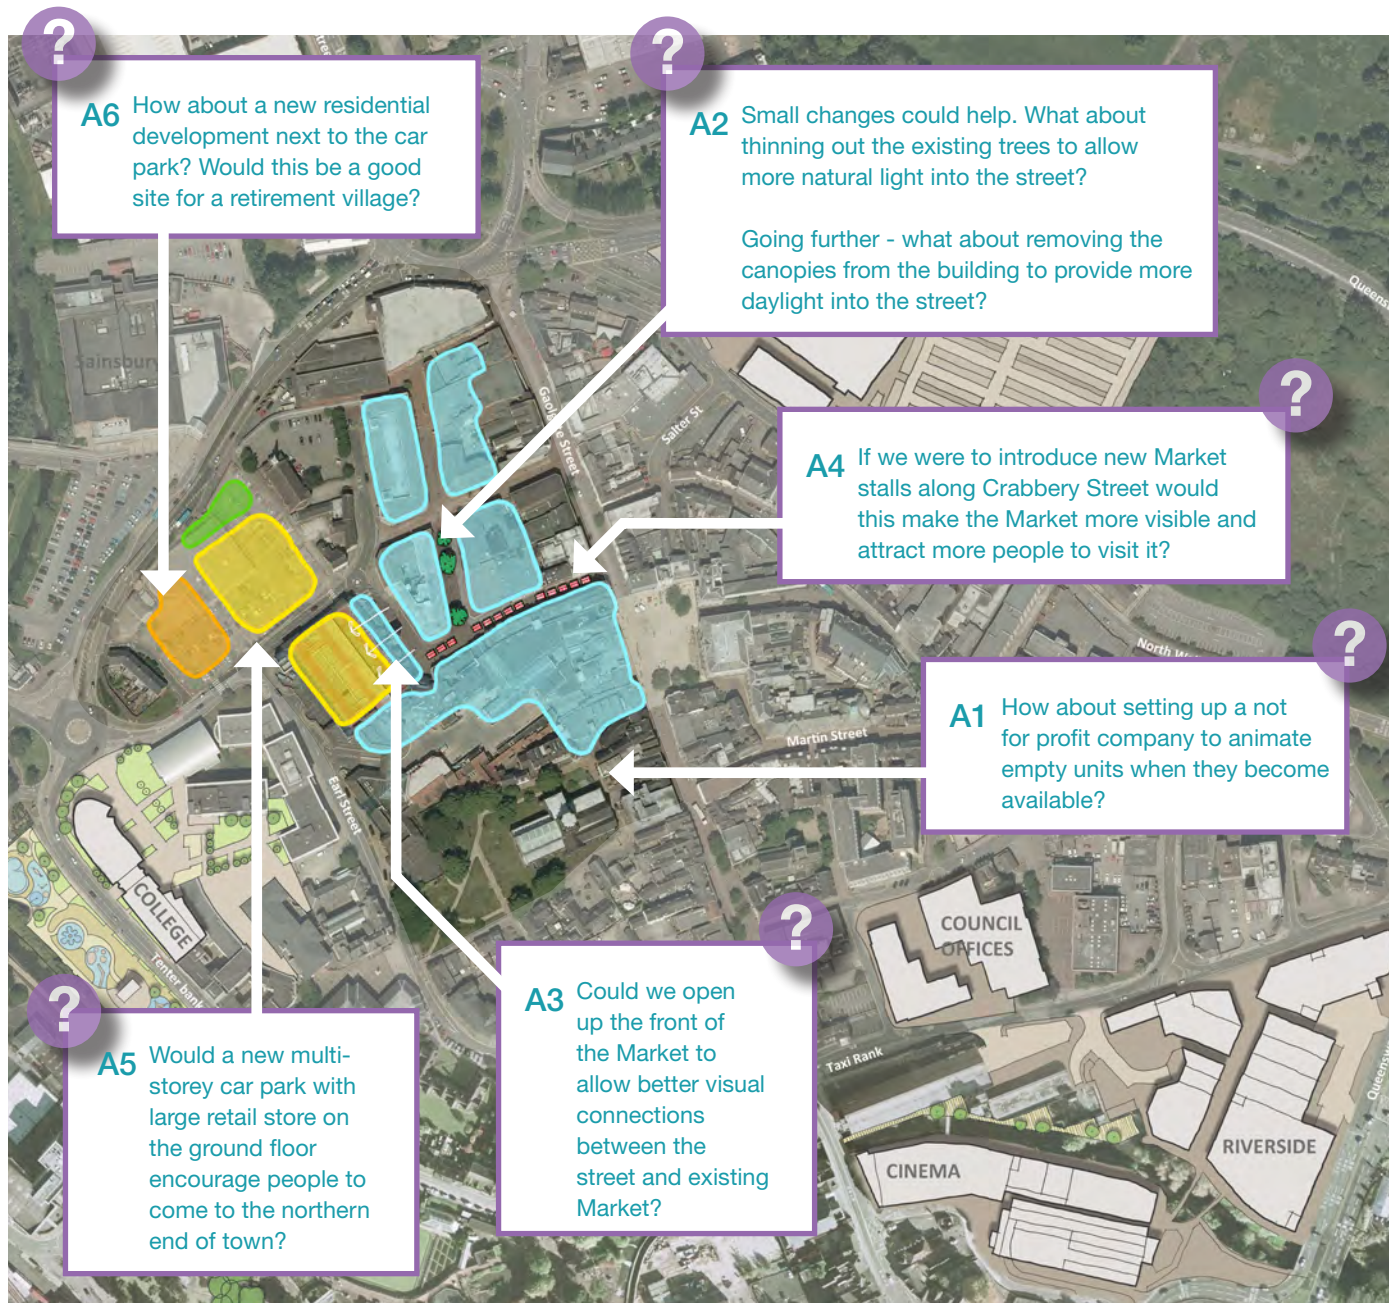 ?
?
A6 How about a new residential
development next to the car
park? Would this be a good
site for a retirement village?
A2 Small changes could help. What about
thinning out the existing trees to allow
more natural light into the street?
Going further - what about removing the
canopies from the building to provide more
daylight into the street?
Sainsbury
Salter St
?
A4 If we were to introduce new Market
stalls along Crabbery Street would
this make the Market more visible and
attract more people to visit it?
?
A1 How about setting up a not
for profit company to animate
empty units when they become
available?
Martin Street
Earl Street
COLLEGE
Tenter bank
?
A5 Would a new multi-
storey car park with
large retail store on
the ground floor
encourage people to
come to the northern
end of town?
?
A3 Could we open
up the front of
the Market to
allow better visual
connections
between the
street and existing
Market?
COUNCIL
OFFICES
Taxi Rank
CINEMA
RIVERSIDE